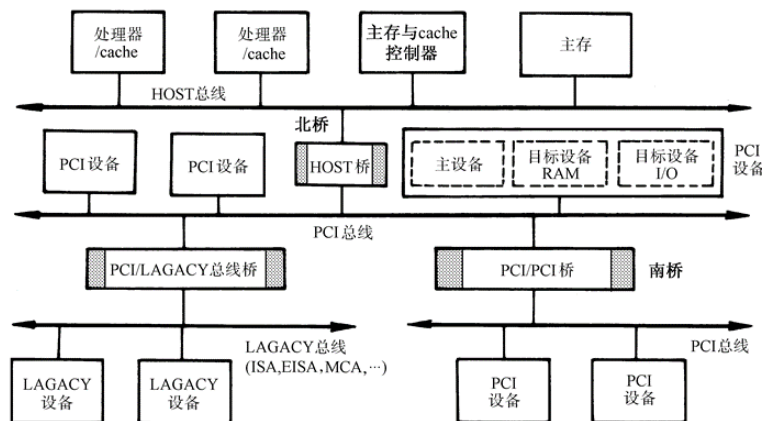 处理器
/cache
处理器
/cache
主存与cache
控制器
主存
HOST总线
北桥
PCI设备
PCI设备
HOST桥
主设备
目标设备
RAM
目标设备
I/O
PCI
设备
PCI总线
PCI/LAGACY总线桥
PCI/PCI桥
南桥
LAGACY总线
(ISA,EISA,MCA,…)
PCI总线
LAGACY
设备
LAGACY
设备
PCI
设备
PCI
设备